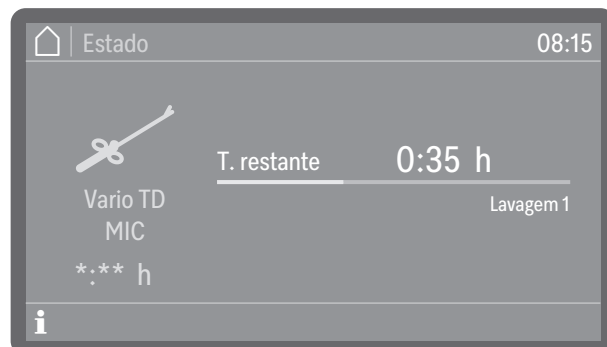 Estado 08:15
T. restante 0:35 h
Lavagem 1
Vario TD
MIC
*:** h
i